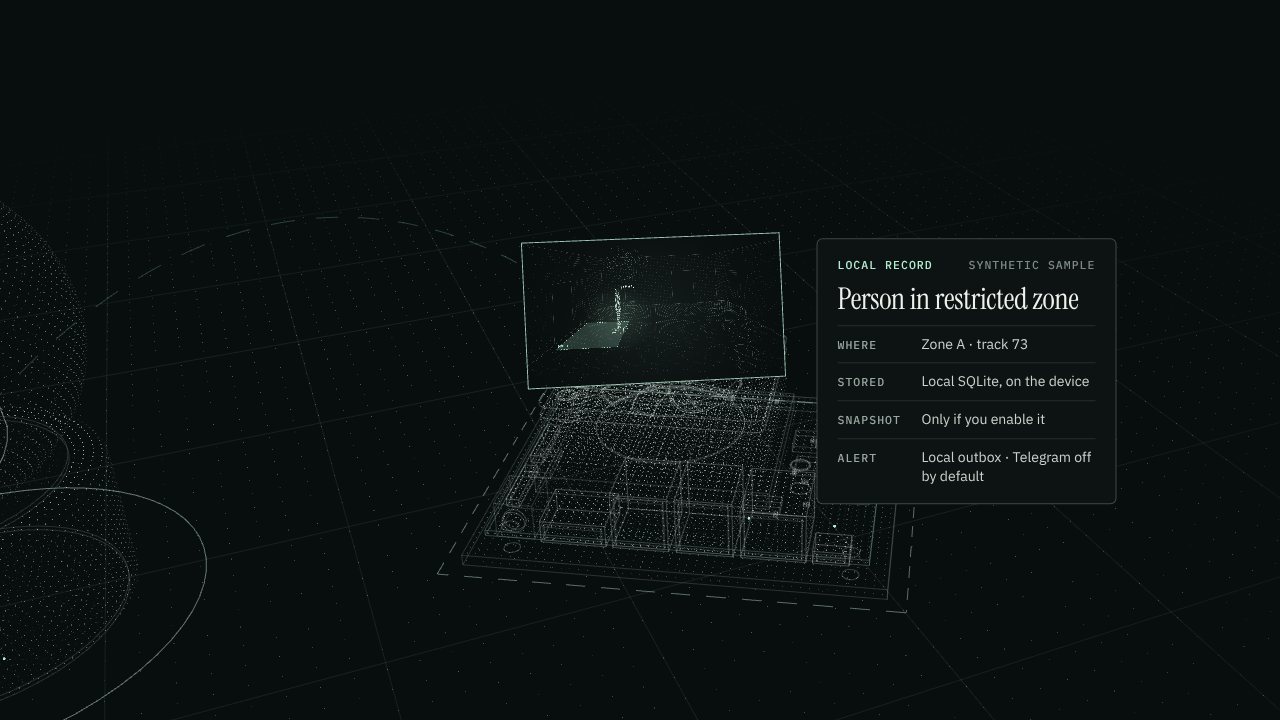 LOCAL RECORD SYNTHETIC SAMPLE
Person in restricted zone
WHERE Zone A · track 73
STORED Local SQLite, on the device
SNAPSHOT Only if you enable it
ALERT Local outbox · Telegram off
by default